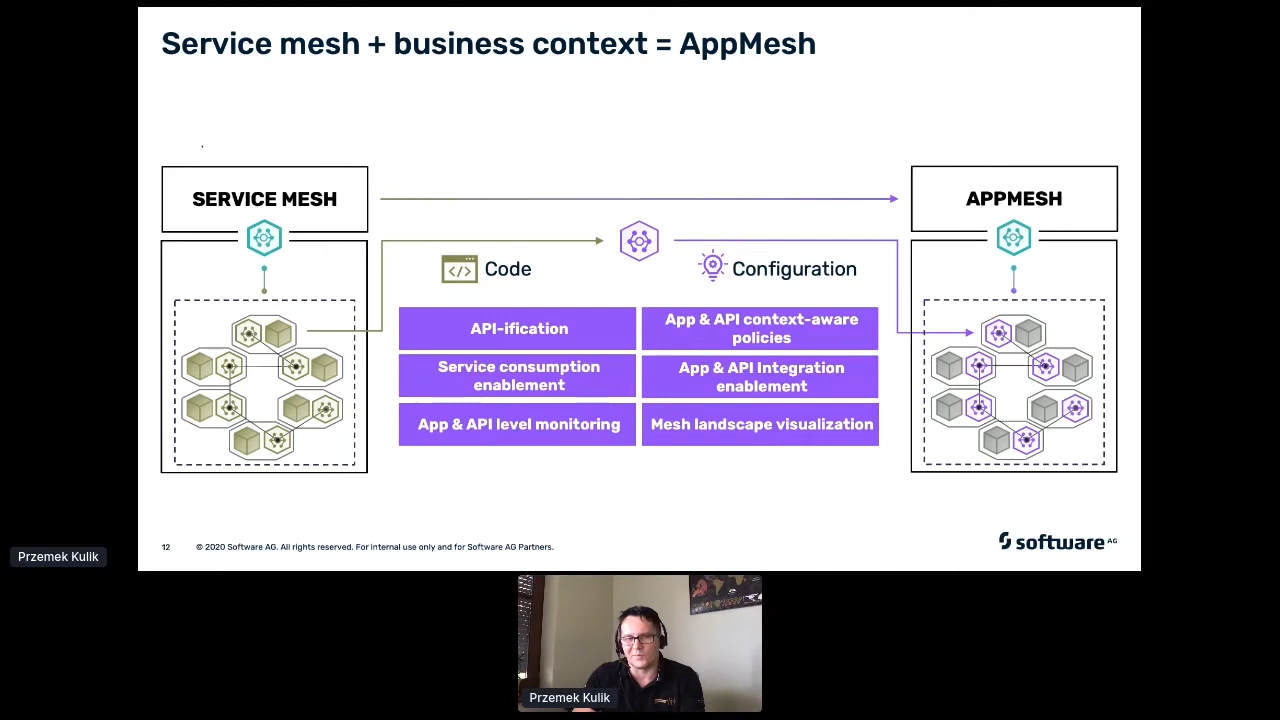 Service mesh + business context = AppMesh
SERVICE MESH
APPMESH
Code
Configuration
API-ification
App & API context-aware
policies
Service consumption
enablement
App & API Integration
enablement
App & API level monitoring
Mesh landscape visualization
12
© 2020 Software AG. All rights reserved. For internal use only and for Software AG Partners.
software AG
Przemek Kulik
Przemek Kulik